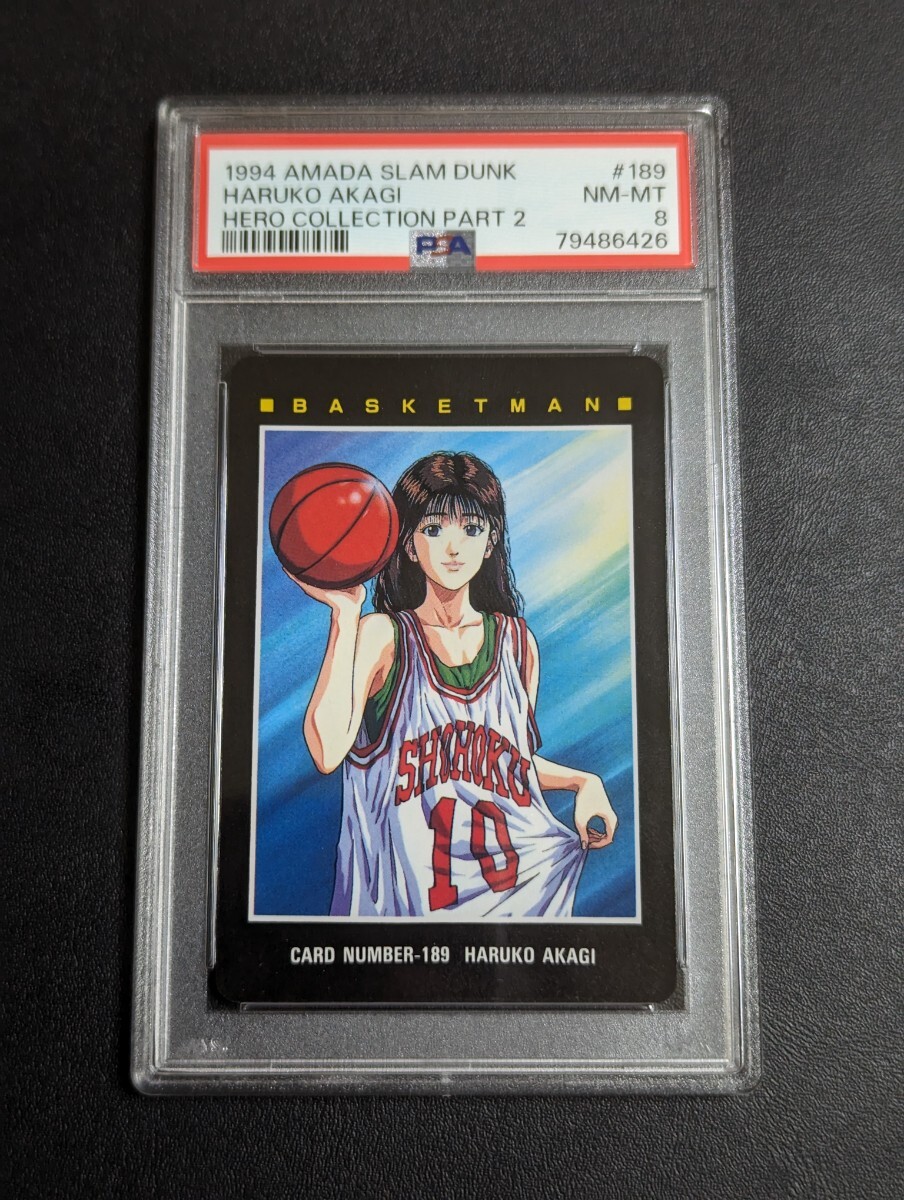 1994 AMADA SLAM DUNK #189
HARUKO AKAGI NM-MT
HERO COLLECTION PART 2 8
PSA 79486426
■ BASKETMAN ■
SHOHOKU
10
CARD NUMBER-189 HARUKO AKAGI